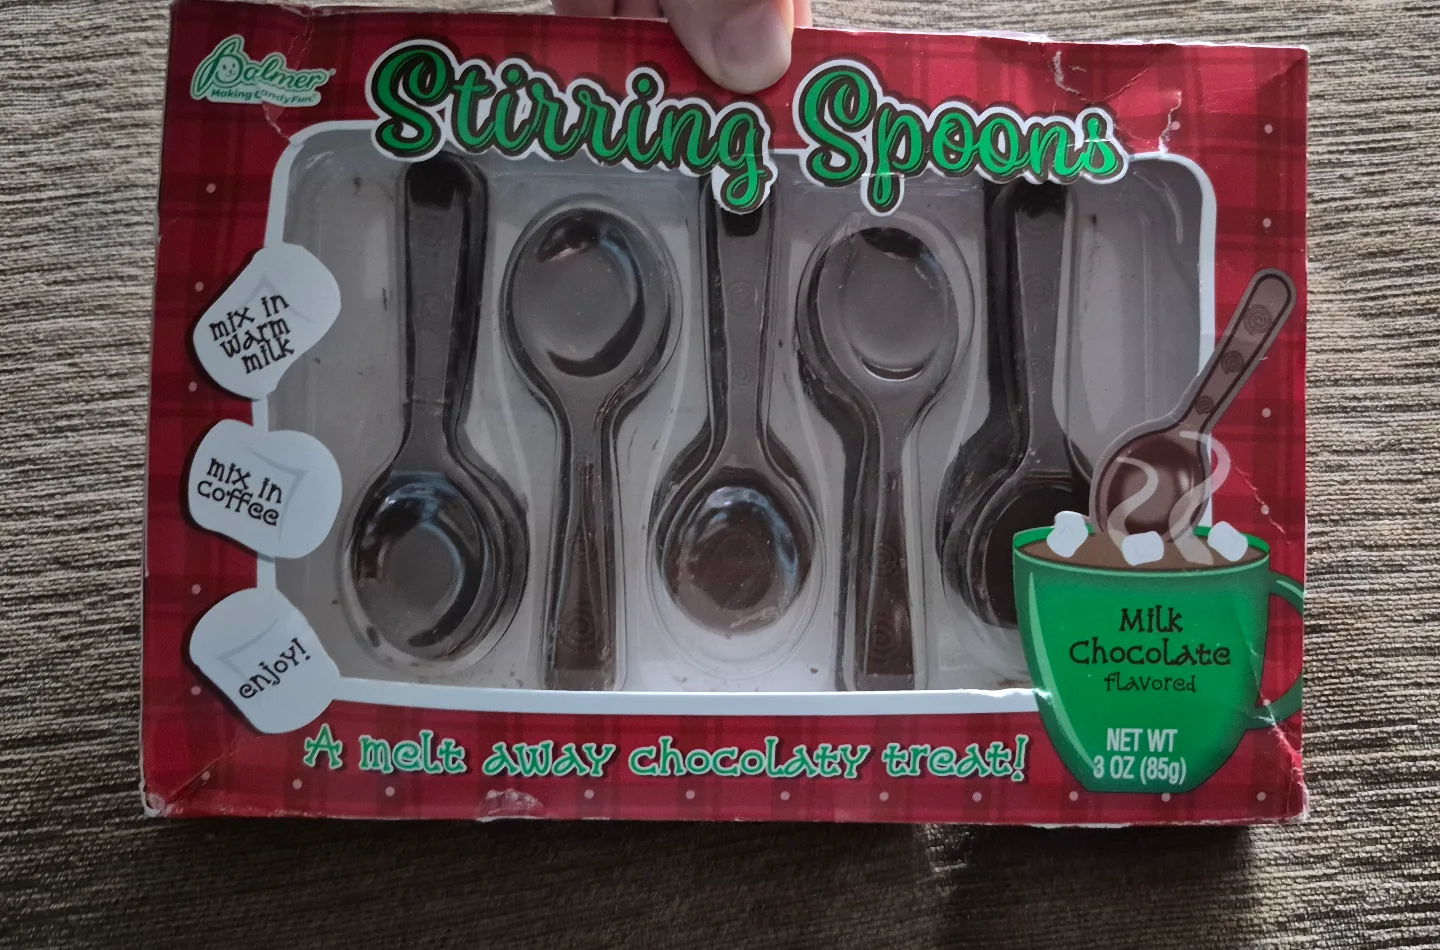 Palmer
Making Candy Fun.
Stirring Spoons
mix in
warm
milk
mix in
coffee
enjoy!
Milk
Chocolate
flavored
NET WT
3 OZ (85g)
A melt away chocolaty treat!